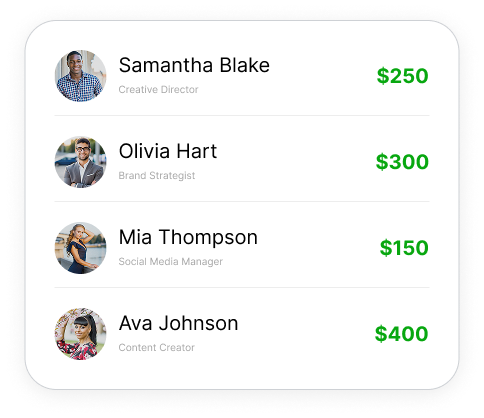 Samantha Blake
Creative Director
$250
Olivia Hart
Brand Strategist
$300
Mia Thompson
Social Media Manager
$150
Ava Johnson
Content Creator
$400